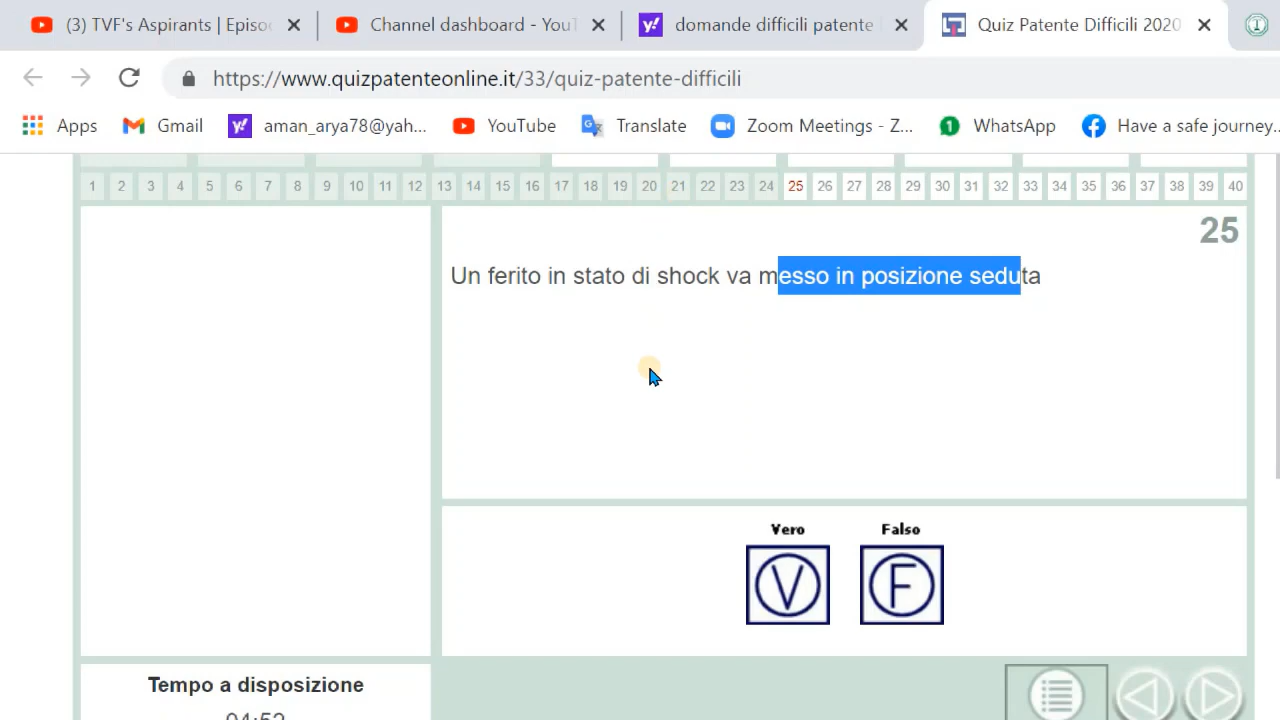 (3) TVF's Aspirants | Episo
Channel dashboard - YouT
domande difficili patente
Quiz Patente Difficili 2020
https://www.quizpatenteonline.it/33/quiz-patente-difficili
Apps
Gmail
aman_arya78@yah...
YouTube
Translate
Zoom Meetings - Z...
1
WhatsApp
Have a safe journey...
1 2 3 4 5 6 7 8 9 10 11 12 13 14 15 16 17 18 19 20 21 22 23 24 25 26 27 28 29 30 31 32 33 34 35 36 37 38 39 40
25
Un ferito in stato di shock va messo in posizione seduta
Vero Falso
V F
Tempo a disposizione
04:52